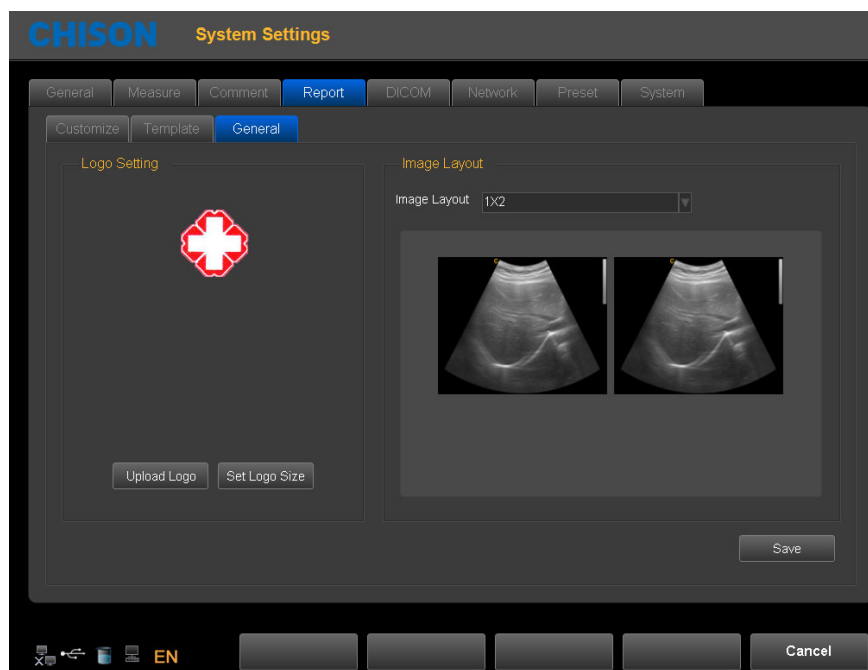 CHISON System Settings
General Measure Comment Report DICOM Network Preset System
Customize Template General
Logo Setting
Image Layout
Image Layout 1X2
C C
Upload Logo Set Logo Size
Save
EN Cancel